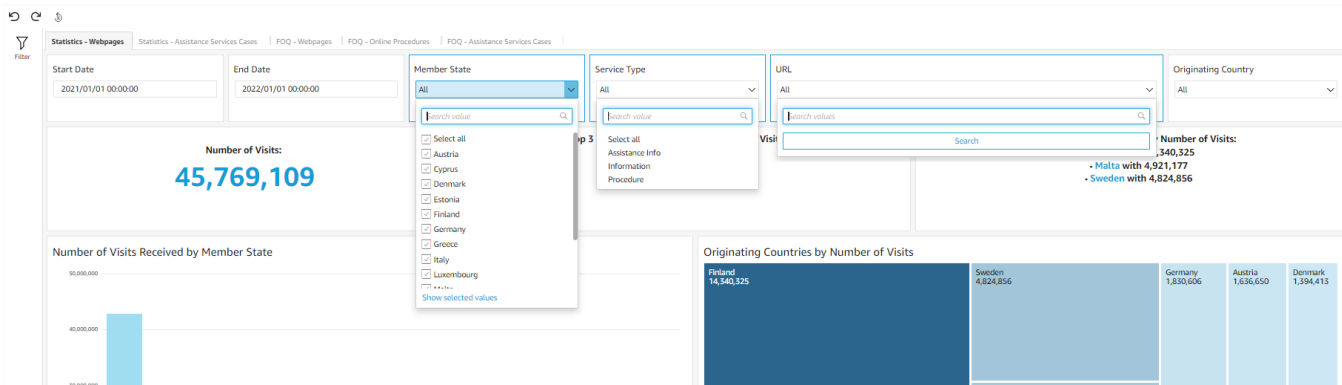 Filter
Statistics - Webpages
Statistics - Assistance Services Cases
FOQ - Webpages
FOQ - Online Procedures
FOQ - Assistance Services Cases
Start Date
2021/01/01 00:00:00
End Date
2022/01/01 00:00:00
Member State
All
Search value
Select all
Austria
Cyprus
Denmark
Estonia
Finland
Germany
Greece
Italy
Luxembourg
Show selected values
Service Type
All
Search value
Select all
Assistance Info
Information
Procedure
URL
All
Search values
Search
Originating Country
All
Number of Visits:
45,769,109
3
Number of Visits:
340,325
• Malta with 4,921,177
• Sweden with 4,824,856
Number of Visits Received by Member State
50,000,000
40,000,000
Originating Countries by Number of Visits
Finland
14,340,325
Sweden
4,824,856
Germany
1,830,606
Austria
1,636,650
Denmark
1,394,413